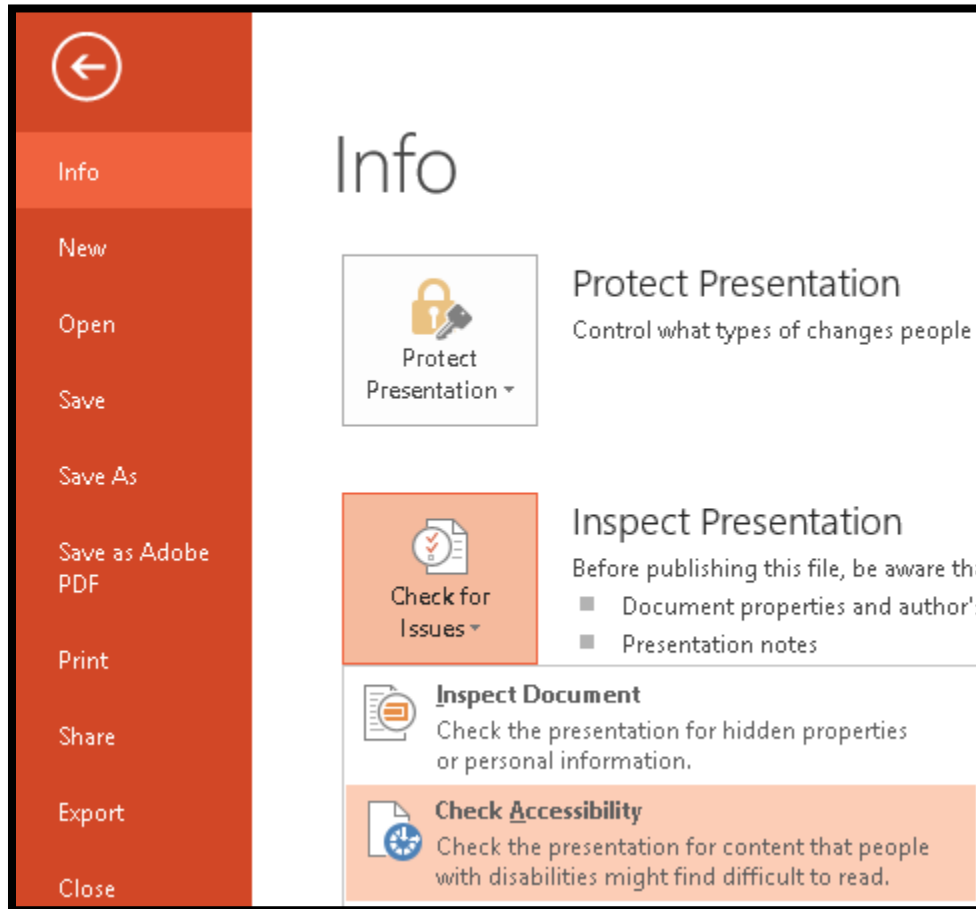 Info
New
Open
Save
Save As
Save as Adobe
PDF
Print
Share
Export
Close
Info
Protect
Presentation
Protect Presentation
Control what types of changes people
Check for
Issues
Inspect Presentation
Before publishing this file, be aware tha
Document properties and author's
Presentation notes
Inspect Document
Check the presentation for hidden properties
or personal information.
Check Accessibility
Check the presentation for content that people
with disabilities might find difficult to read.